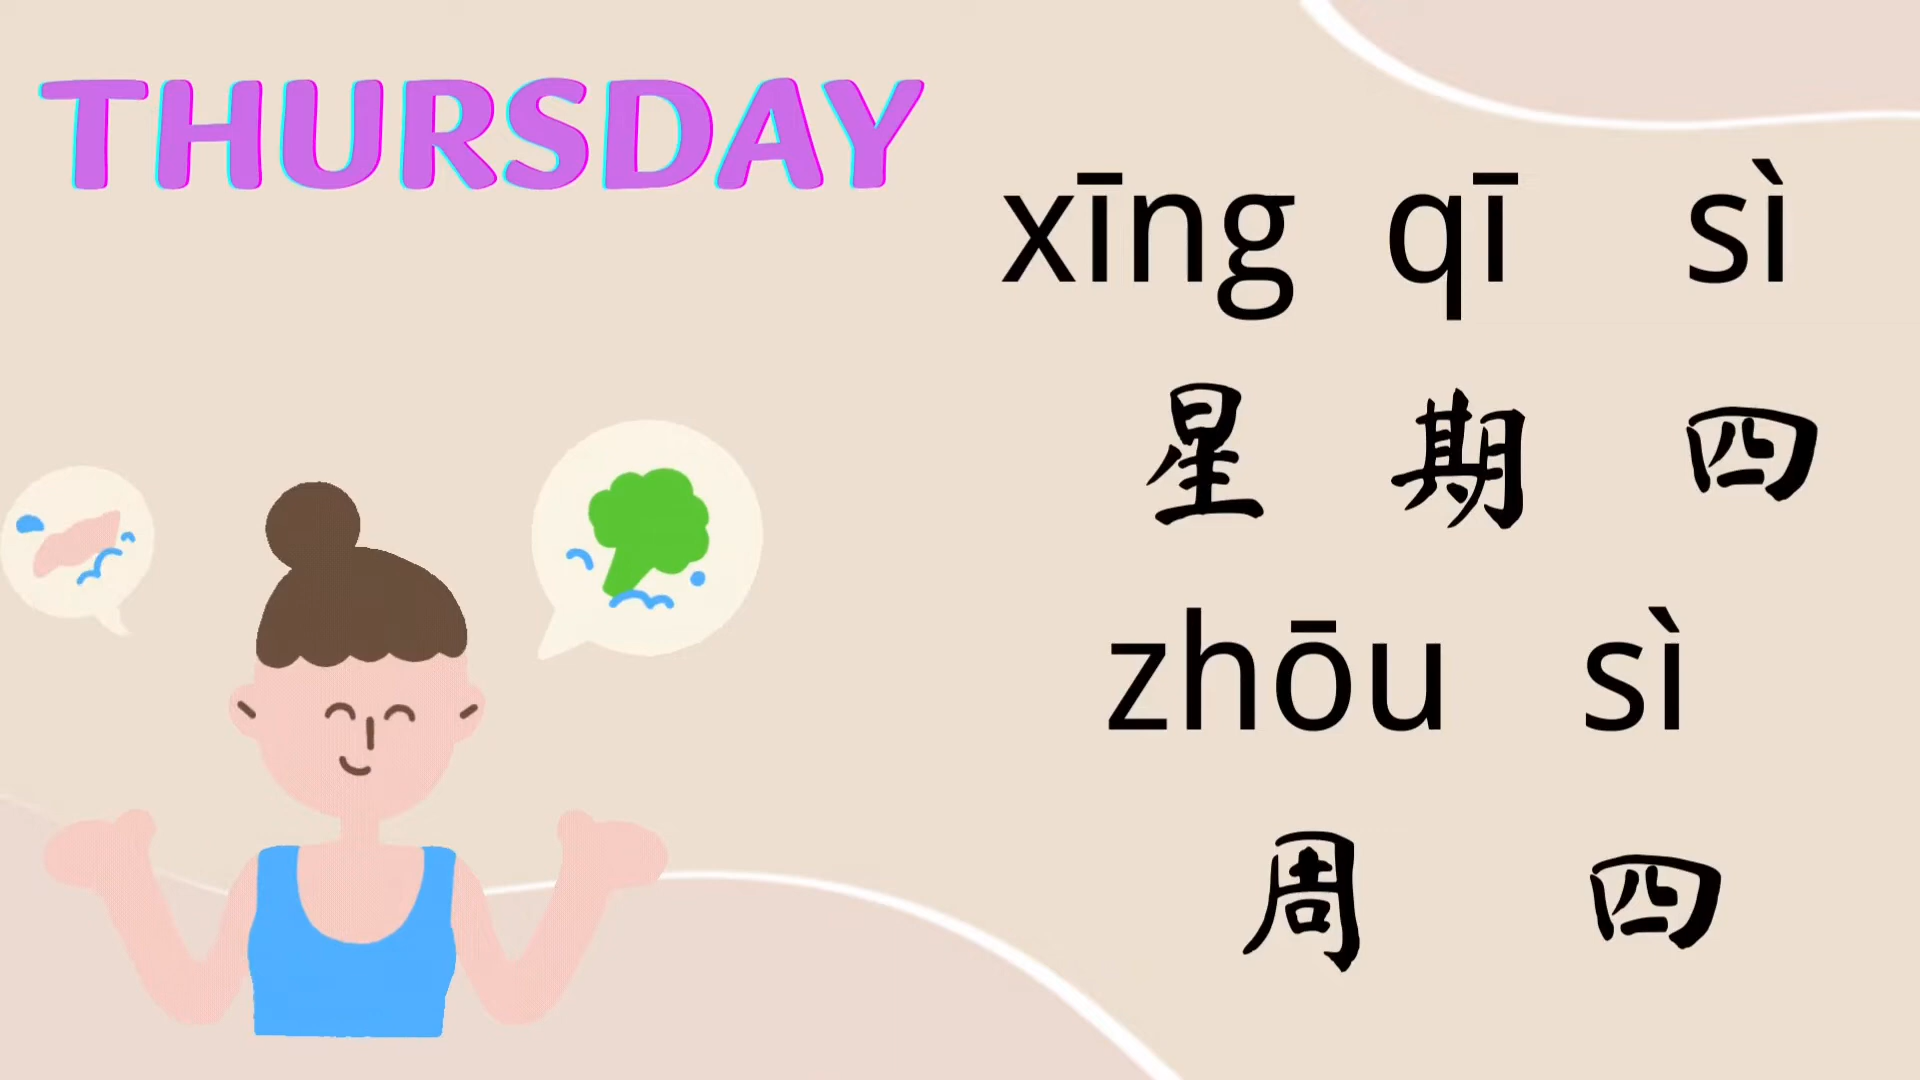 THURSDAY
xīng qī sì
星 期 四
zhōu sì
周 四